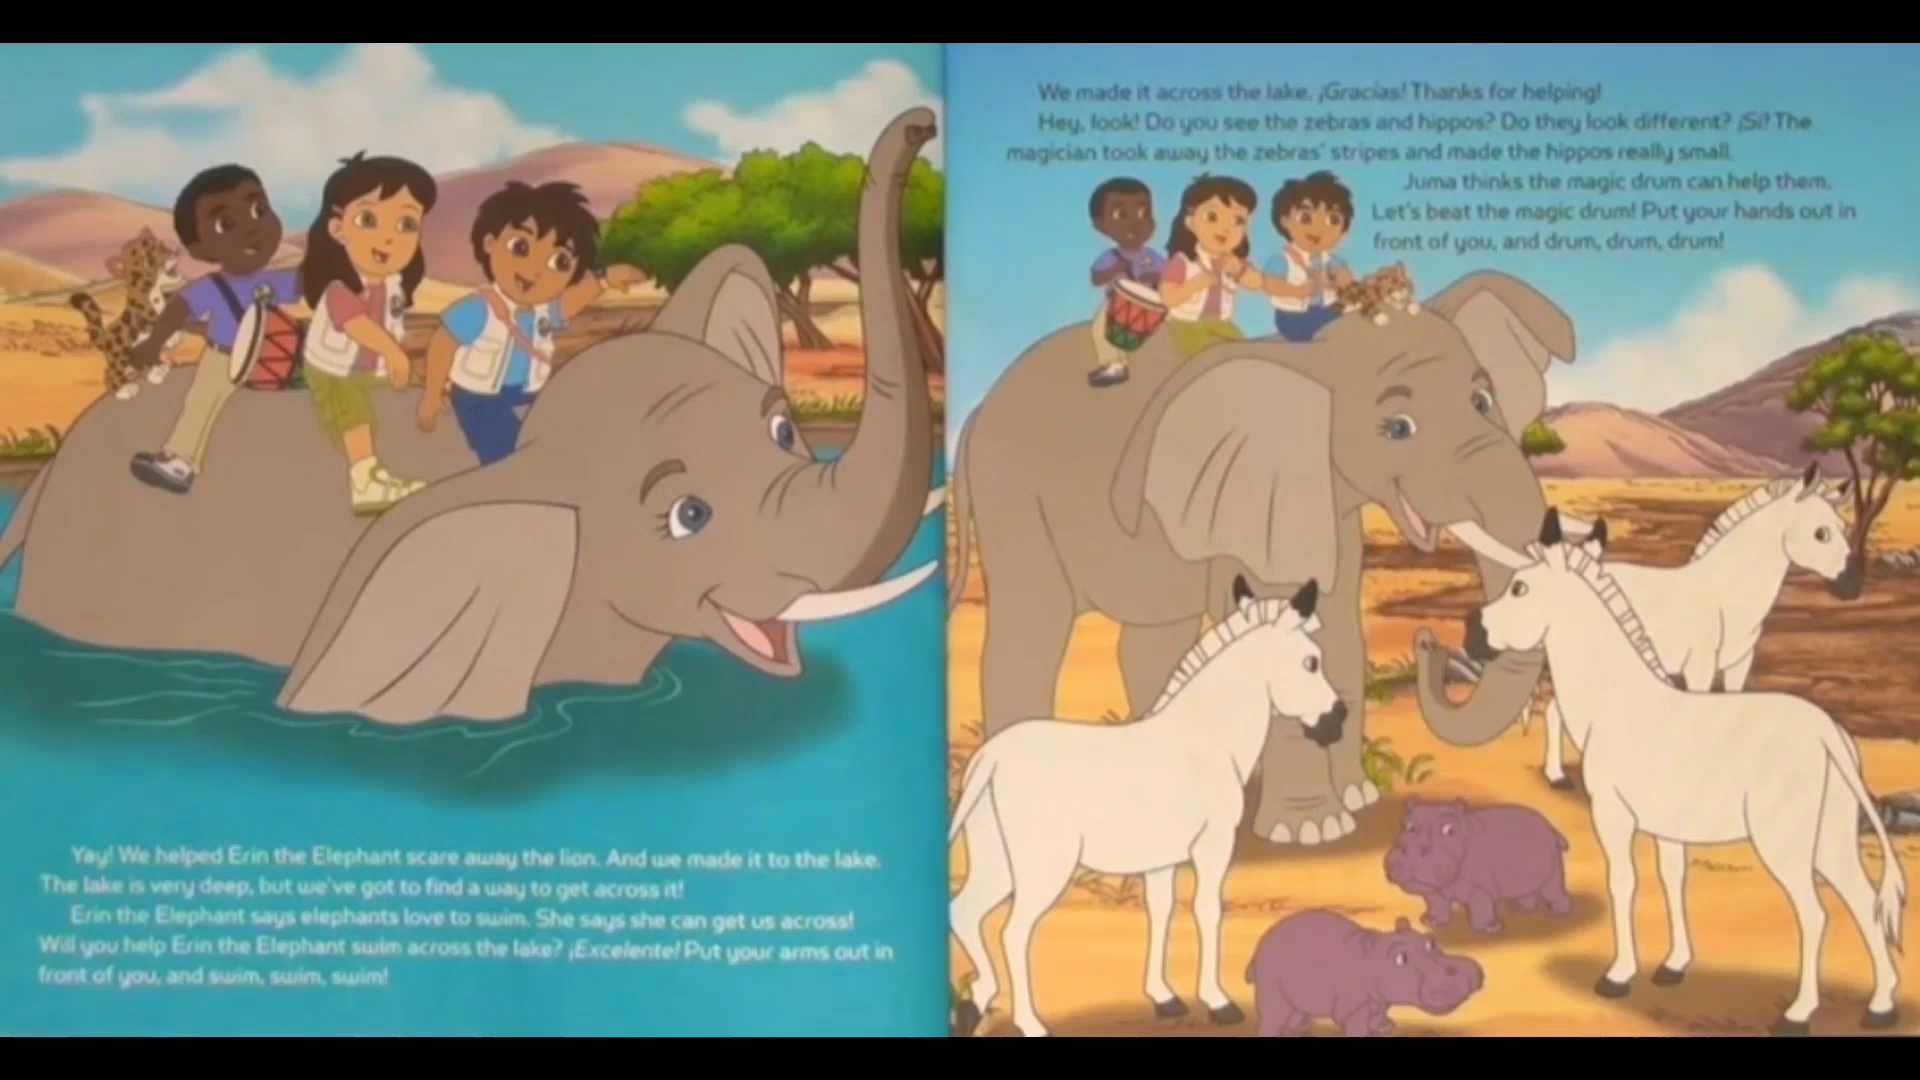 Yay! We helped Erin the Elephant scare away the lion. And we made it to the lake.
The lake is very deep, but we've got to find a way to get across it!
Erin the Elephant says elephants love to swim. She says she can get us across!
Will you help Erin the Elephant swim across the lake? ¡Excelente! Put your arms out in
front of you, and swim, swim, swim!
We made it across the lake. ¡Gracias! Thanks for helping!
Hey, look! Do you see the zebras and hippos? Do they look different? ¡Sí! The
magician took away the zebras' stripes and made the hippos really small.
Juma thinks the magic drum can help them.
Let's beat the magic drum! Put your hands out in
front of you, and drum, drum, drum!